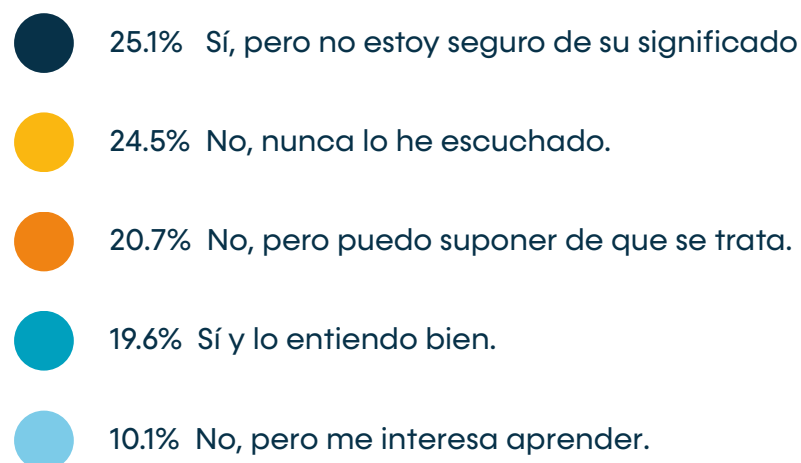 25.1% Sí, pero no estoy seguro de su significado
24.5% No, nunca lo he escuchado.
20.7% No, pero puedo suponer de que se trata.
19.6% Sí y lo entiendo bien.
10.1% No, pero me interesa aprender.